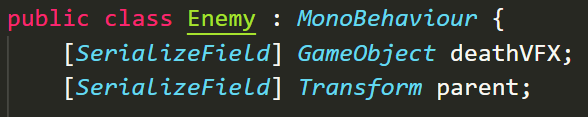 public class Enemy : MonoBehaviour {
    [SerializeField] GameObject deathVFX;
    [SerializeField] Transform parent;